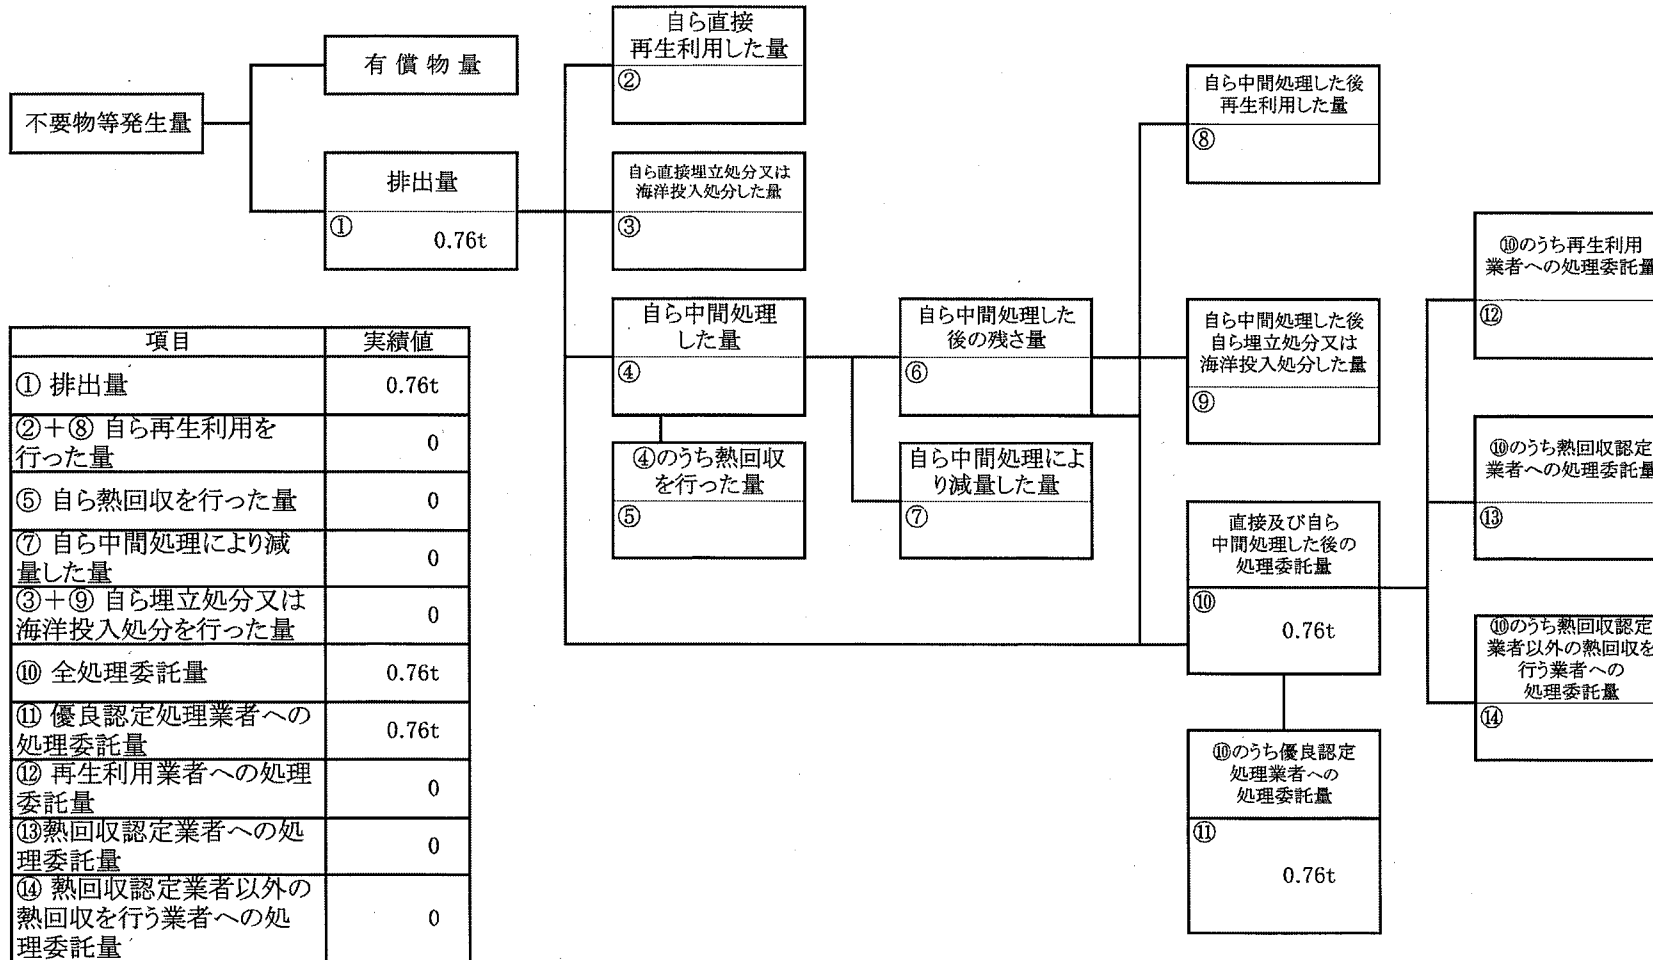 不要物等発生量
有償物量
排出量
①
0.76t
自ら直接
再生利用した量
②
自ら直接埋立処分又は
海洋投入処分した量
③
自ら中間処理
した量
④
④のうち熱回収
を行った量
⑤
自ら中間処理した
後の残さ量
⑥
自ら中間処理によ
り減量した量
⑦
自ら中間処理した後
再生利用した量
⑧
自ら中間処理した後
自ら埋立処分又は
海洋投入処分した量
⑨
直接及び自ら
中間処理した後の
処理委託量
⑩
0.76t
⑩のうち優良認定
処理業者への
処理委託量
⑪
0.76t
⑩のうち再生利用
業者への処理委託量
⑫
⑩のうち熱回収認定
業者への処理委託量
⑬
⑩のうち熱回収認定
業者以外の熱回収を
行う業者への
処理委託量
⑭
項目 実績値
① 排出量 0.76t
②＋⑧ 自ら再生利用を
行った量 0
⑤ 自ら熱回収を行った量 0
⑦ 自ら中間処理により減
量した量 0
③＋⑨ 自ら埋立処分又は
海洋投入処分を行った量 0
⑩ 全処理委託量 0.76t
⑪ 優良認定処理業者への
処理委託量 0.76t
⑫ 再生利用業者への処理
委託量 0
⑬熱回収認定業者への処
理委託量 0
⑭ 熱回収認定業者以外の
熱回収を行う業者への処
理委託量 0